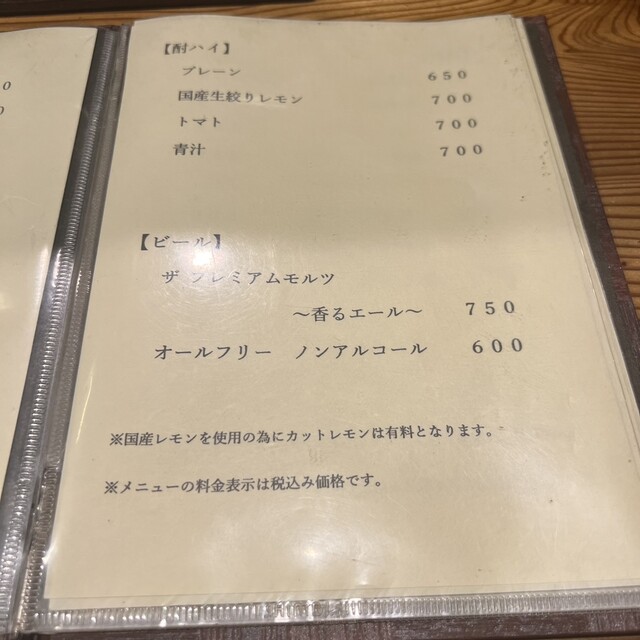 0
0
【酎ハイ】
プレーン 650
国産生絞りレモン 700
トマト 700
青汁 700
【ビール】
ザ プレミアムモルツ
～香るエール～ 750
オールフリー ノンアルコール 600
※国産レモンを使用の為にカットレモンは有料となります。
※メニューの料金表示は税込み価格です。